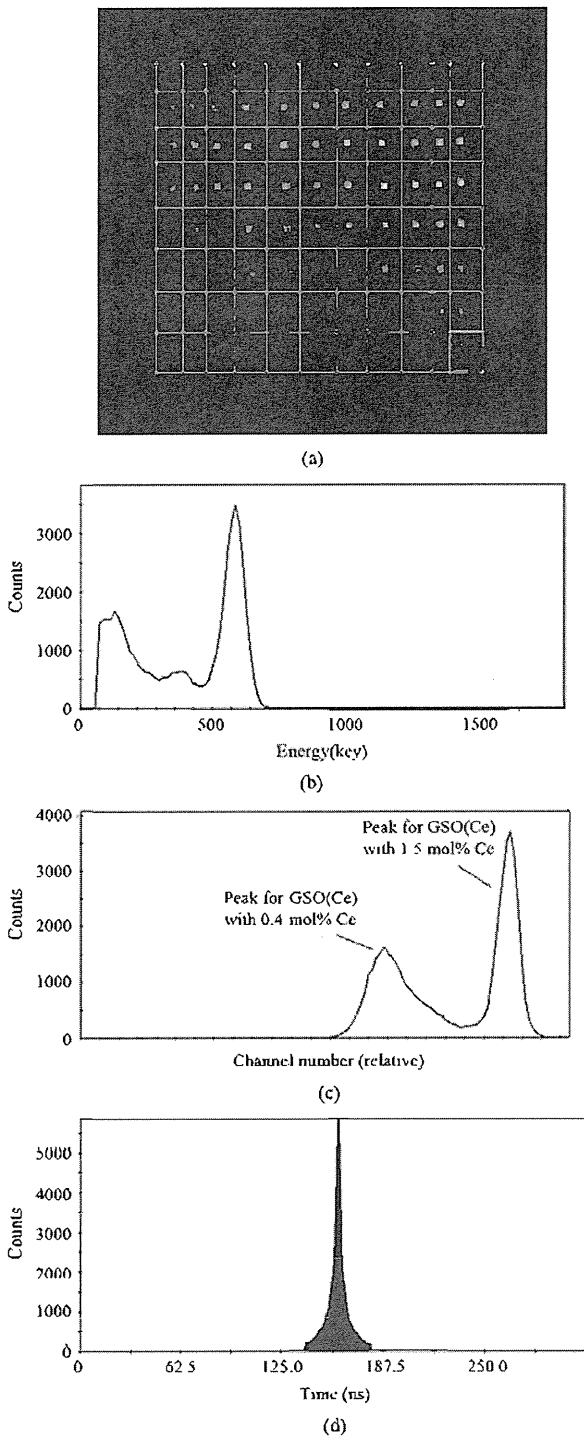 (a)
3000
2000
1000
0
Counts
0
500
1000
1500
Energy(key)
(b)
4000
3000
2000
1000
0
Counts
Peak for GSO(Ce)
with 1.5 mol% Ce
Peak for GSO(Ce)
with 0.4 mol% Ce
Channel number (relative)
(c)
5000
4000
3000
2000
1000
0
Counts
0
62.5
125.0
187.5
250.0
Time (ns)
(d)